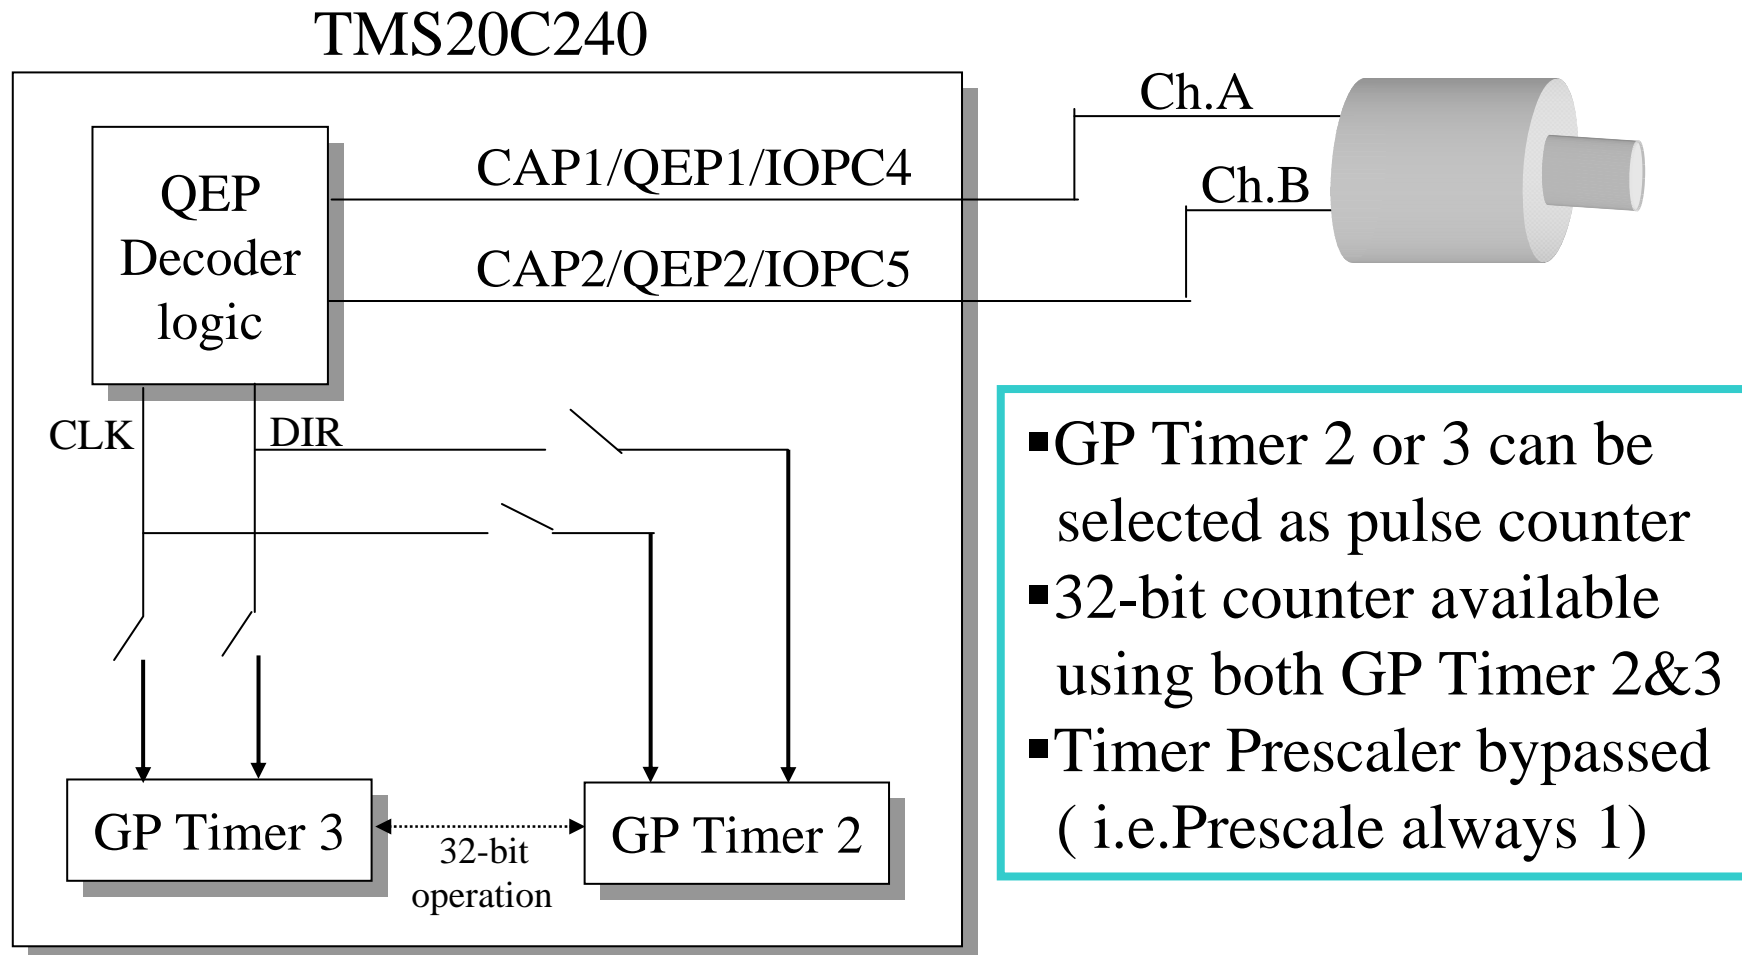 TMS20C240
Ch.A
CAP1/QEP1/IOPC4
Ch.B
QEP
Decoder
logic
CAP2/QEP2/IOPC5
CLK
DIR
GP Timer 3
32-bit
operation
GP Timer 2
▪GP Timer 2 or 3 can be
selected as pulse counter
▪32-bit counter available
using both GP Timer 2&3
▪Timer Prescaler bypassed
( i.e.Prescale always 1)